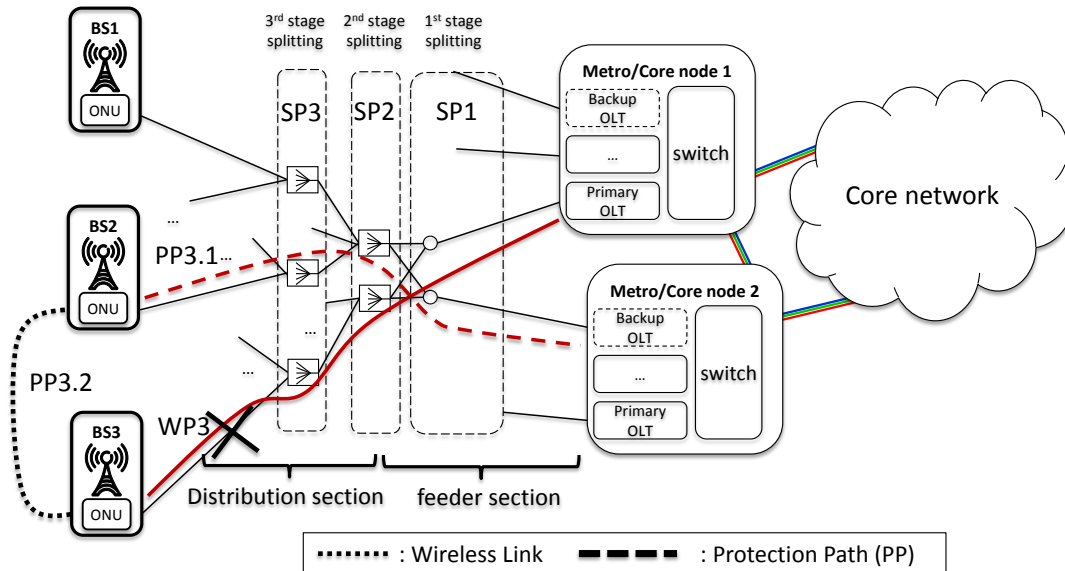 3rd stage
splitting
2nd stage
splitting
1st stage
splitting
BS1
ONU
SP3
SP2
SP1
Metro/Core node 1
Backup
OLT
...
Primary
OLT
switch
Core network
...
BS2
ONU
PP3.1
...
...
...
Metro/Core node 2
Backup
OLT
...
Primary
OLT
switch
PP3.2
WP3
BS3
ONU
Distribution section
feeder section
: Wireless Link
: Protection Path (PP)